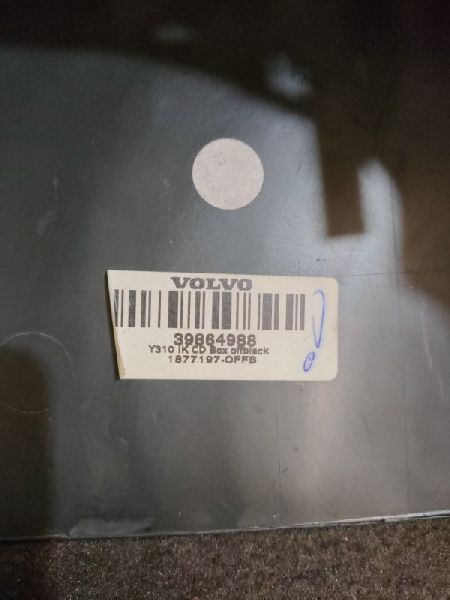 VOLVO
39864988
Y310 IK CD Box offblack
1877197-OFFB